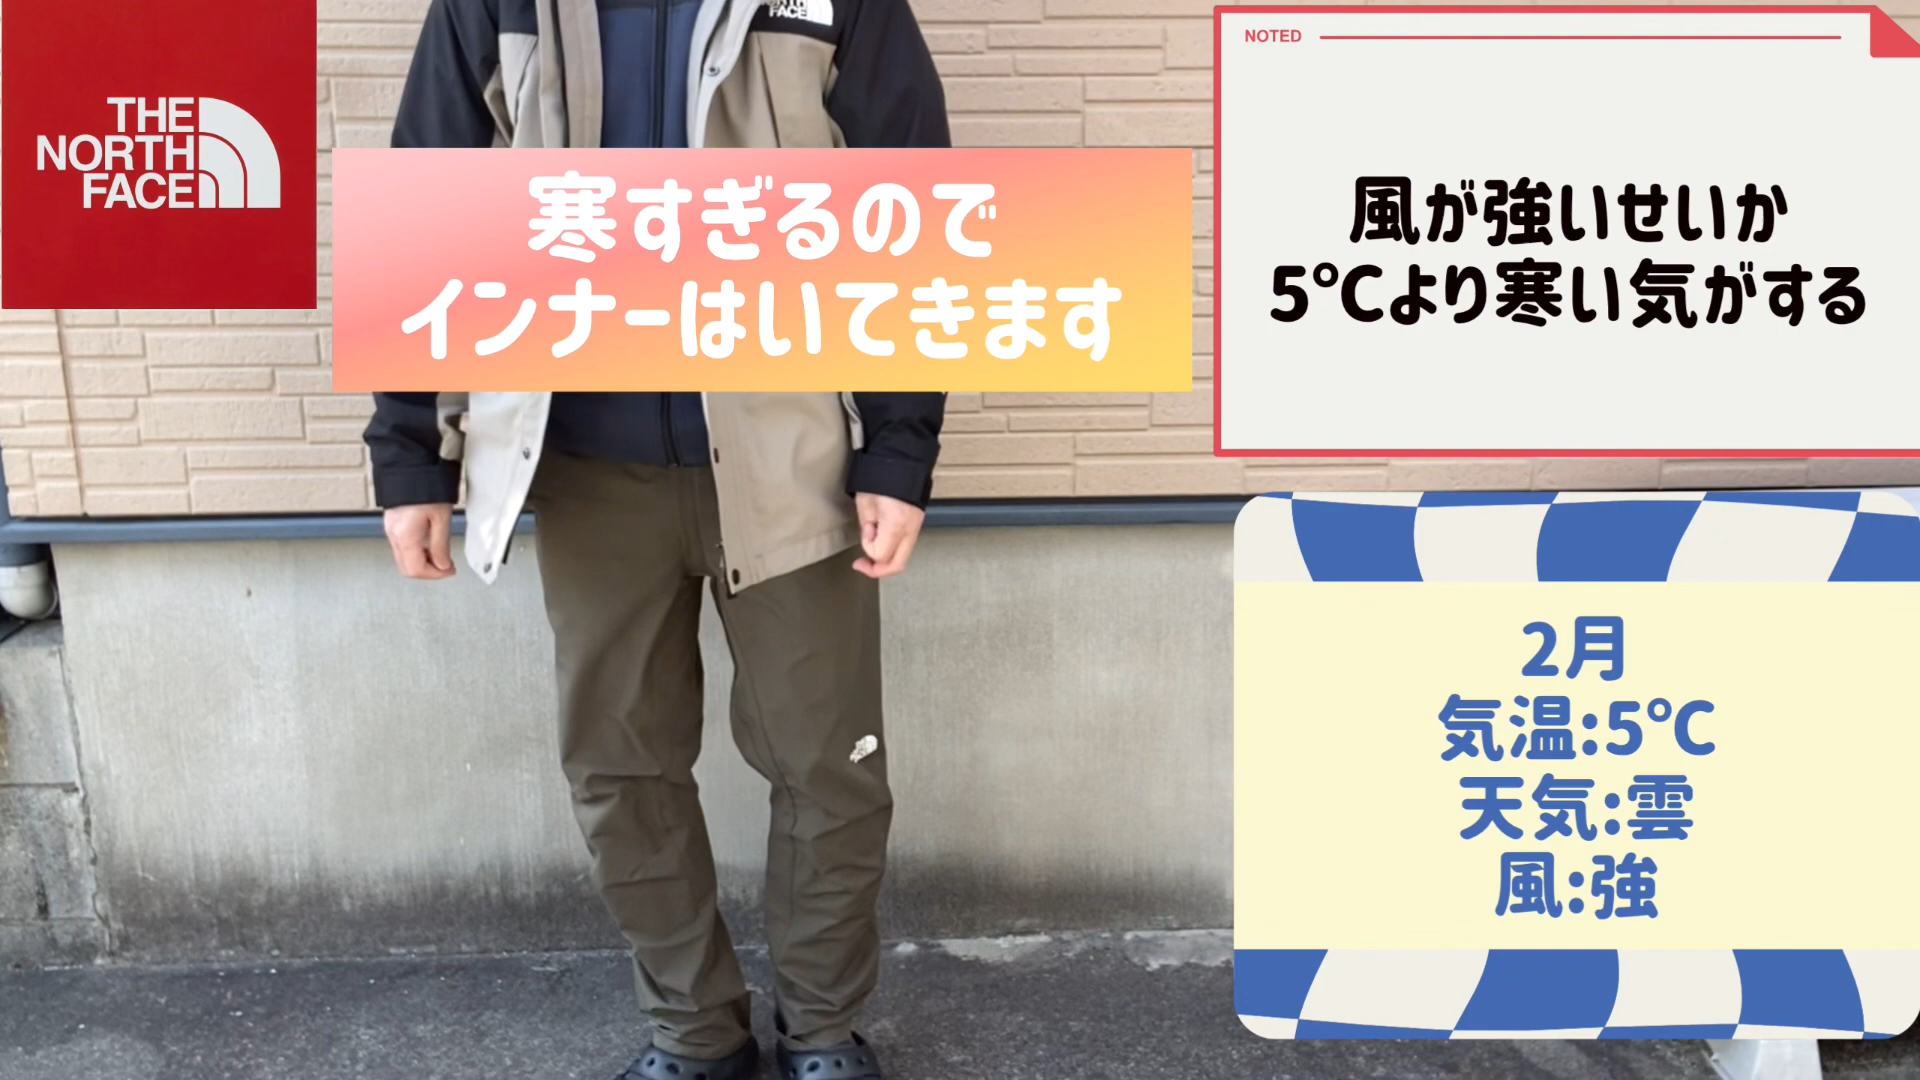 THE
NORTH
FACE
NORTH
FACE
寒すぎるので
インナーはいてきます
NOTED
風が強いせいか
5℃より寒い気がする
2月
気温:5℃
天気:雲
風:強